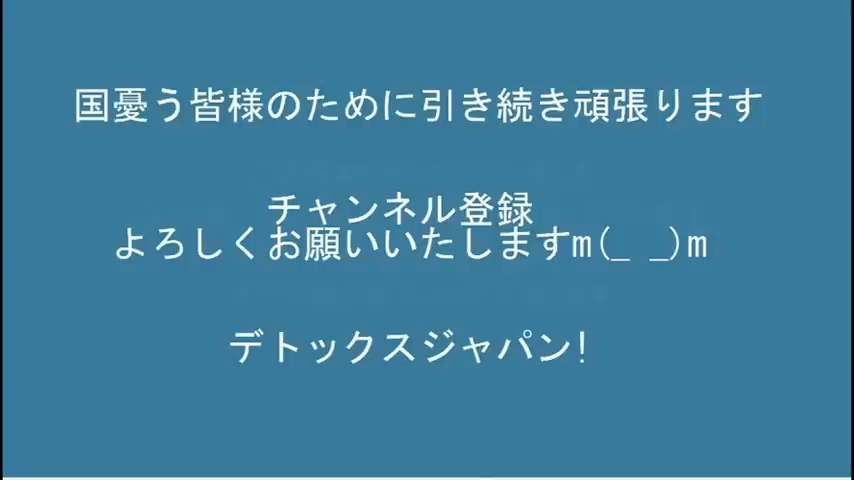 国憂う皆様のために引き続き頑張ります
チャンネル登録
よろしくお願いいたしますm(_ _)m
デトックスジャパン!